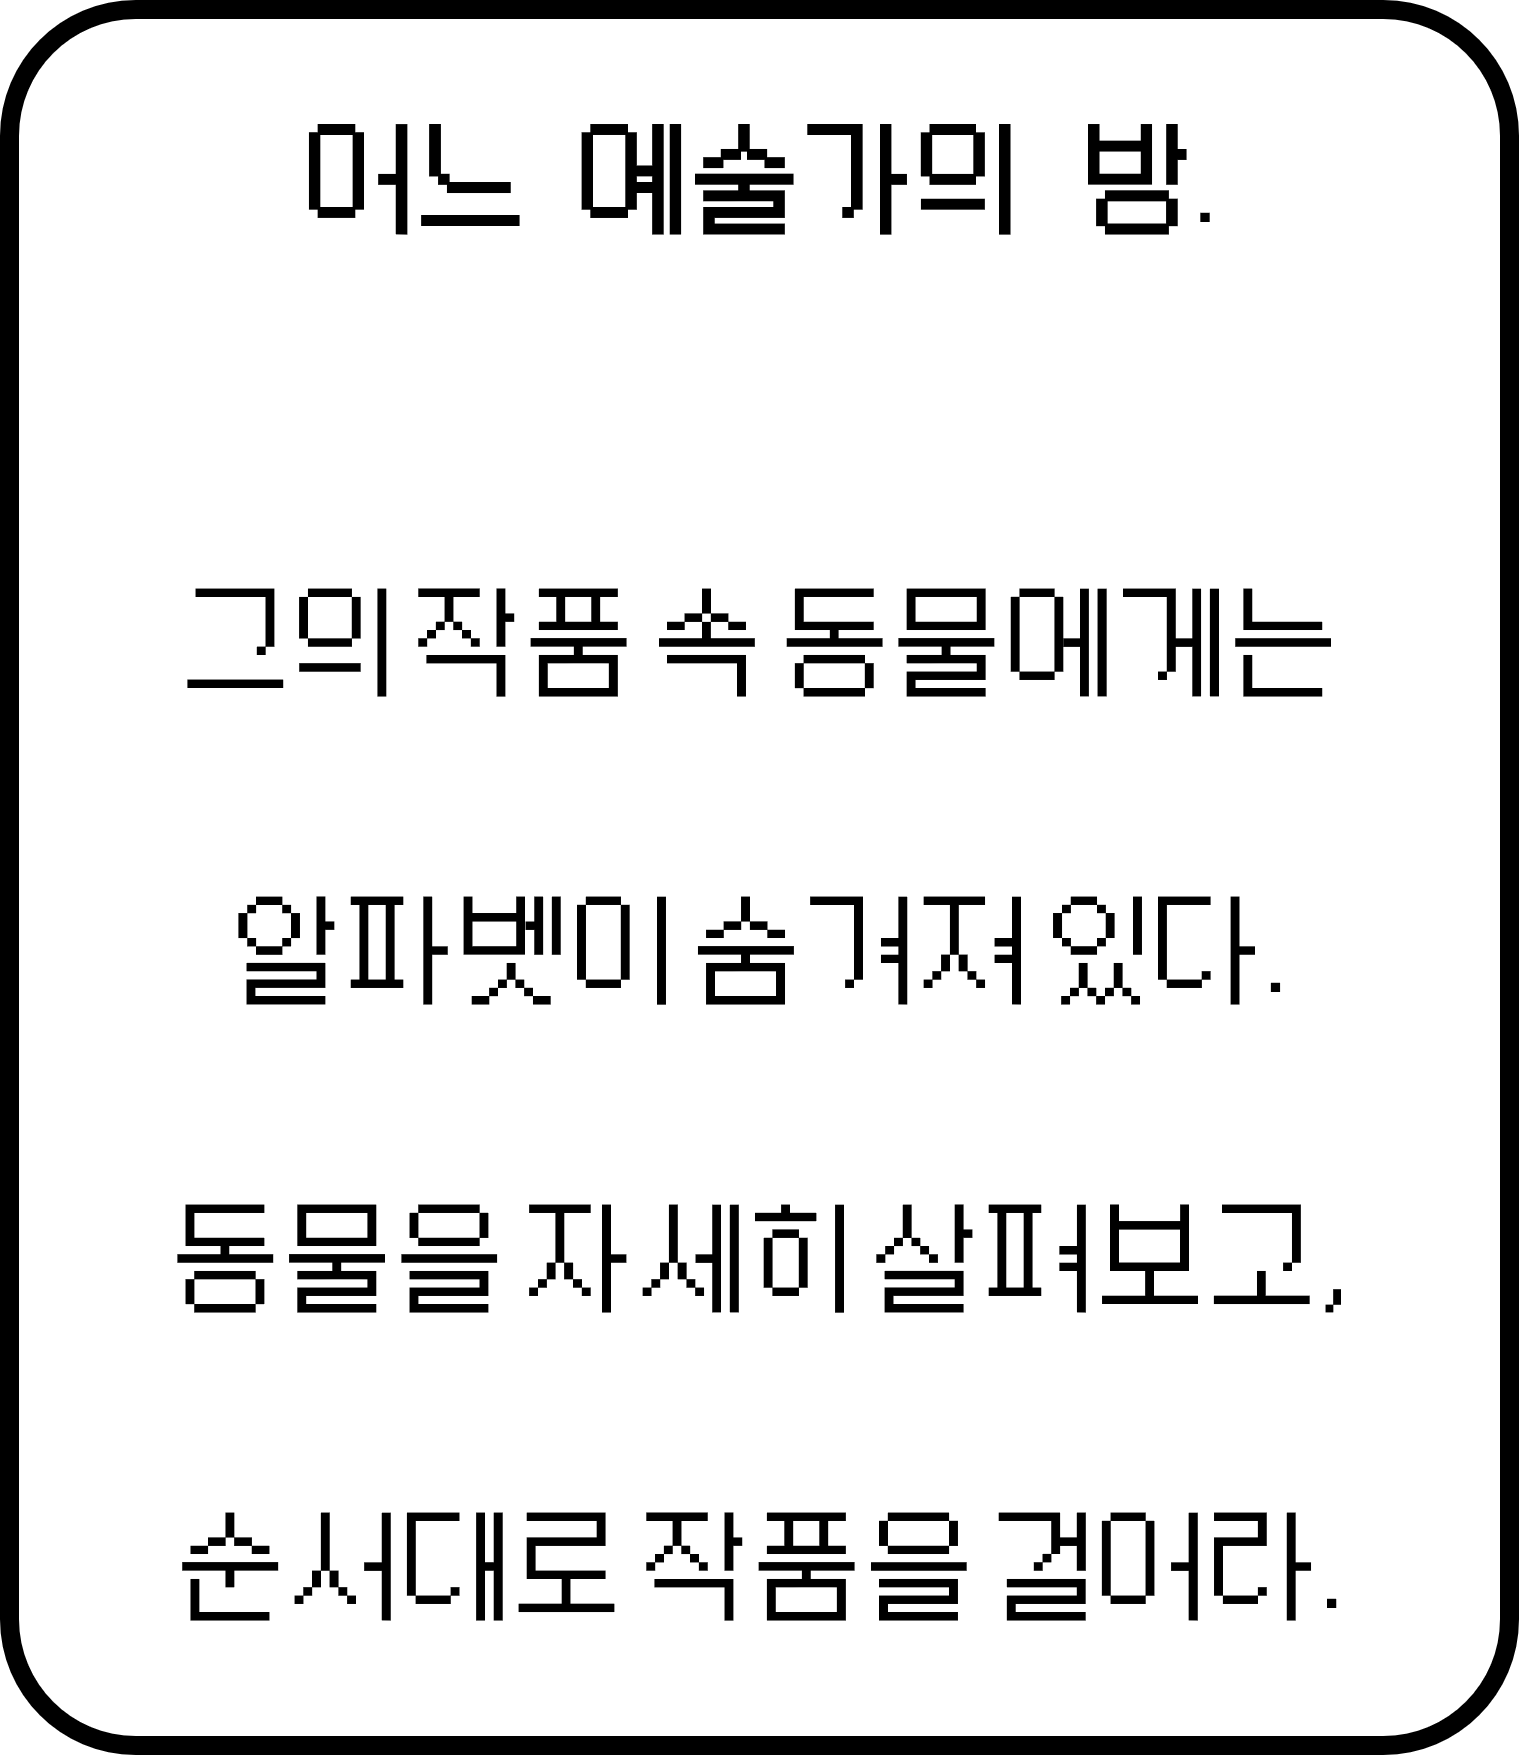 어느 예술가의 방.
그의 작품 속 동물에게는
알파벳이 숨겨져 있다.
동물을 자세히 살펴보고,
순서대로 작품을 걸어라.